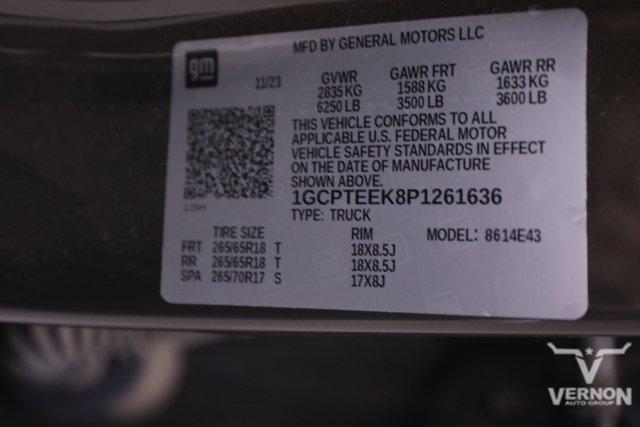 MFD BY GENERAL MOTORS LLC
gm
11/23
GVWR GAWR FRT GAWR RR
2835 KG 1588 KG 1633 KG
6250 LB 3500 LB 3600 LB
THIS VEHICLE CONFORMS TO ALL
APPLICABLE U.S. FEDERAL MOTOR
VEHICLE SAFETY STANDARDS IN EFFECT
ON THE DATE OF MANUFACTURE
SHOWN ABOVE.
1GCPTEEK8P1261636
TYPE: TRUCK
TIRE SIZE RIM MODEL: 8614E43
FRT 265/65R18 T 18X8.5J
RR 265/65R18 T 18X8.5J
SPA 265/70R17 S 17X8J
VERNON
AUTO GROUP